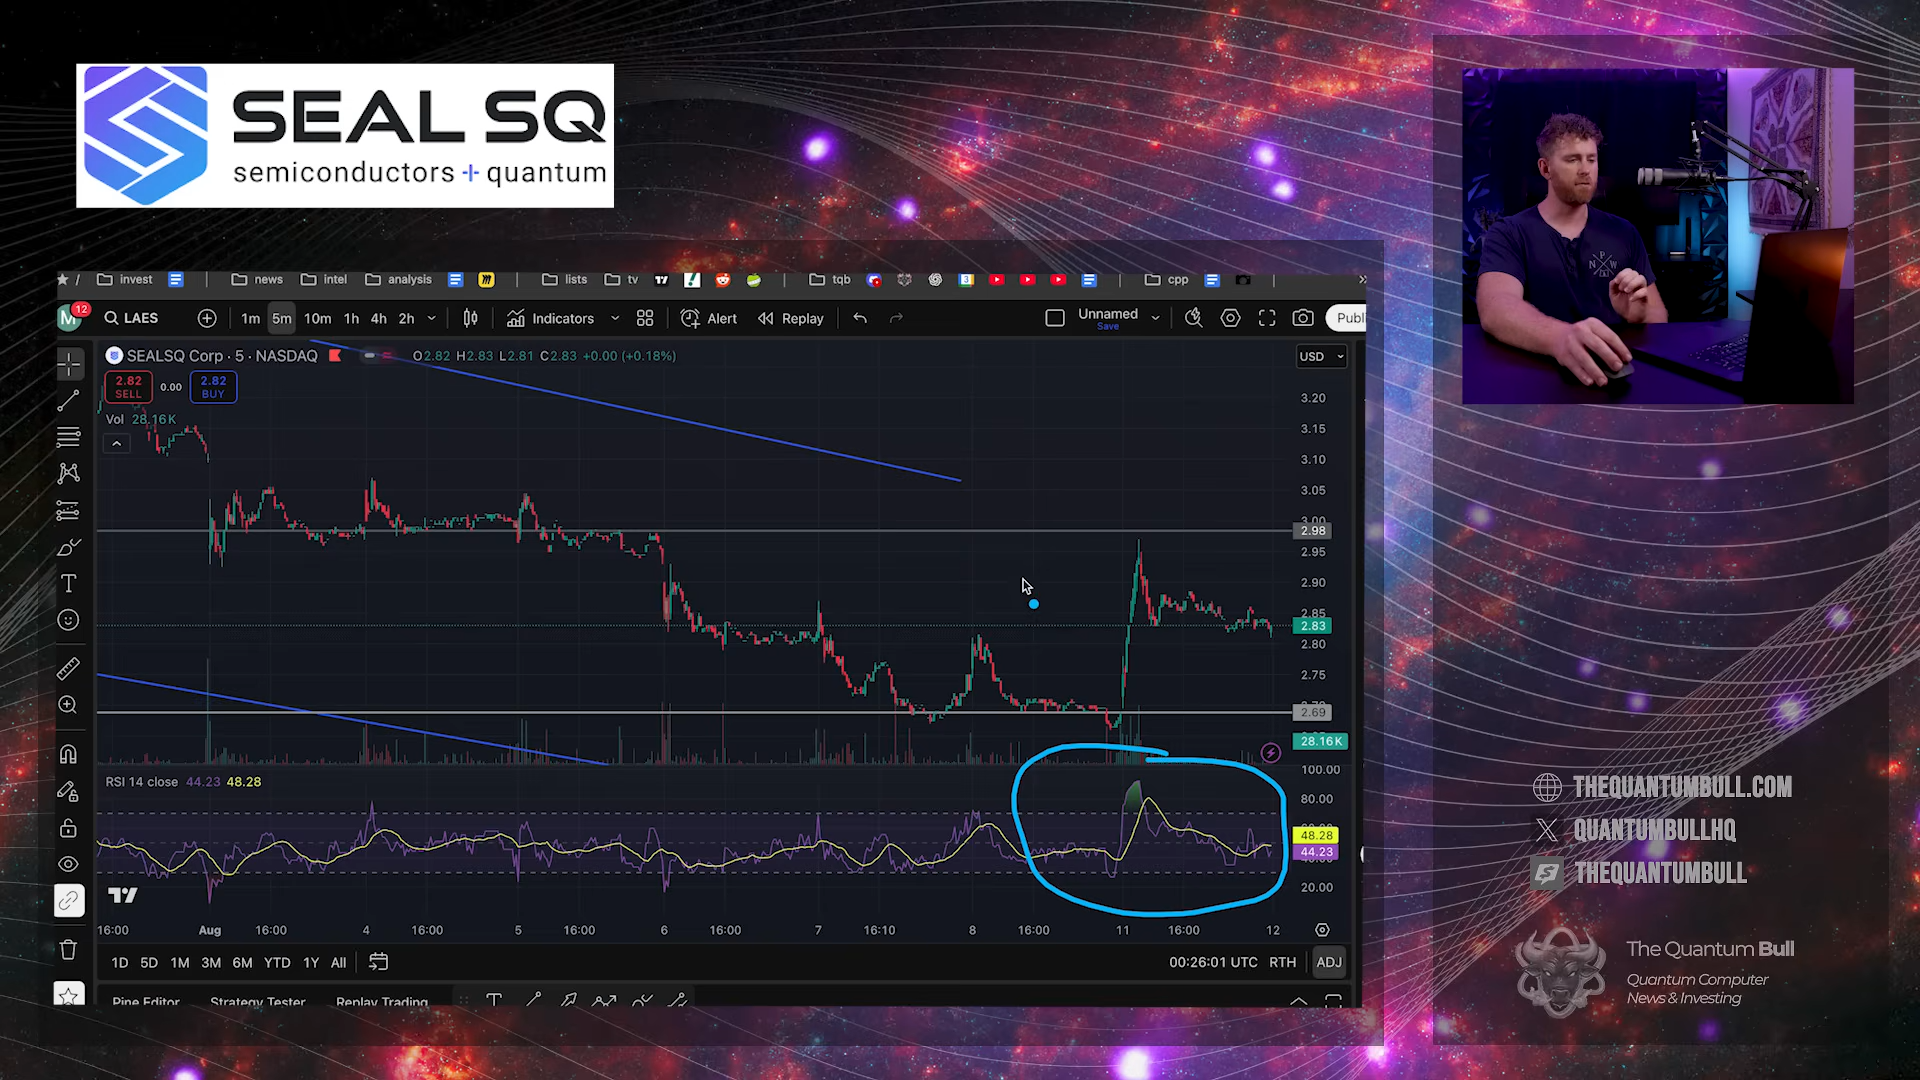 SEAL SQ
semiconductors + quantum
/ invest news intel analysis lists tv tqb cpp »
M 12 LAES 1m 5m 10m 1h 4h 2h Indicators Alert Replay Unnamed Save Publ
SEALSQ Corp · 5 · NASDAQ O2.82 H2.83 L2.81 C2.83 +0.00 (+0.18%) USD
2.82 SELL 0.00 2.82 BUY
Vol 28.16K
3.20
3.15
3.10
3.05
3.00
2.98
2.95
2.90
2.85
2.83
2.80
2.75
2.69
28.16K
RSI 14 close 44.23 48.28
100.00
80.00
48.28
44.23
20.00
16:00 Aug 16:00 4 16:00 5 16:00 6 16:00 7 16:10 8 16:00 11 16:00 12
1D 5D 1M 3M 6M YTD 1Y All 00:26:01 UTC RTH ADJ
Pine Editor Strategy Tester Replay Trading
N P W
THEQUANTUMBULL.COM
QUANTUMBULLHQ
THEQUANTUMBULL
The Quantum Bull
Quantum Computer
News & Investing